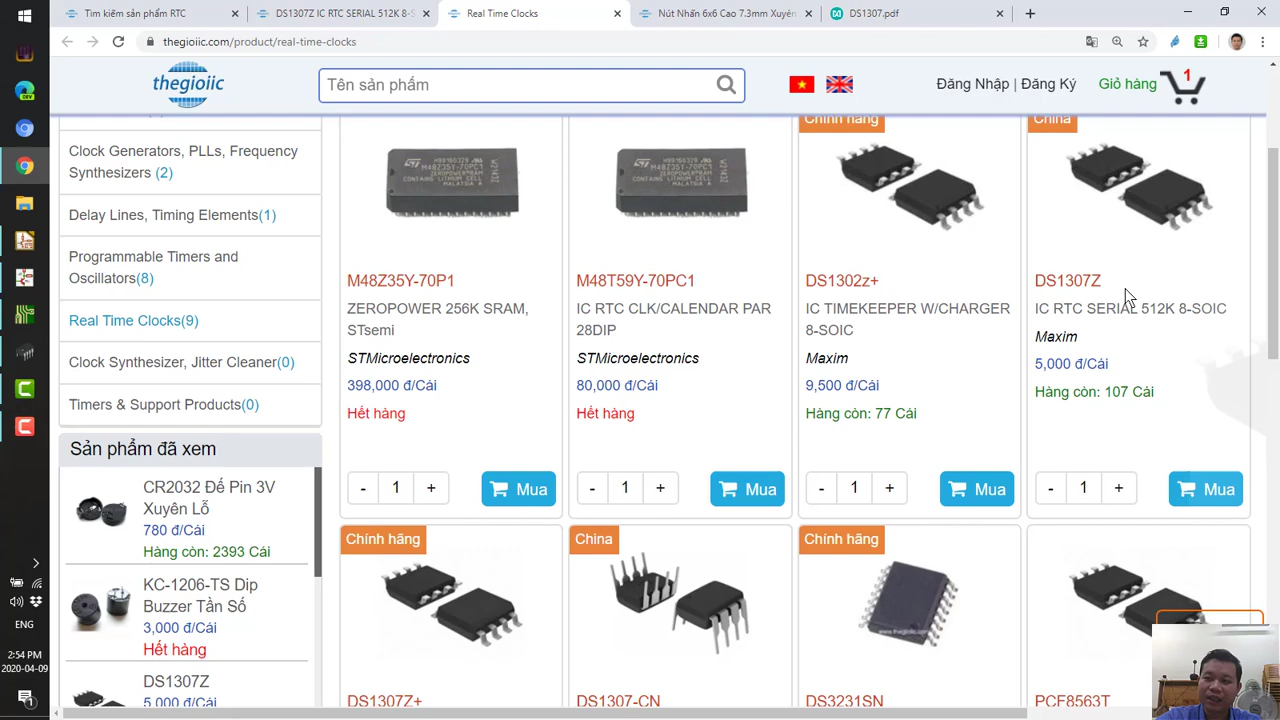 Tìm kiếm sản phẩm RTC
DS1307Z IC RTC SERIAL 512K 8-S
Real Time Clocks
Nút Nhấn 6x6 Cao 7.3mm Xuyên
DS1307.pdf
thegioiic.com/product/real-time-clocks
thegioiic
Tên sản phẩm
Đăng Nhập | Đăng Ký
Giỏ hàng
1
Clock Generators, PLLs, Frequency
Synthesizers (2)
Delay Lines, Timing Elements(1)
Programmable Timers and
Oscillators(8)
Real Time Clocks(9)
Clock Synthesizer, Jitter Cleaner(0)
Timers & Support Products(0)
Sản phẩm đã xem
CR2032 Đế Pin 3V
Xuyên Lỗ
780 đ/Cái
Hàng còn: 2393 Cái
KC-1206-TS Dip
Buzzer Tần Số
3,000 đ/Cái
Hết hàng
DS1307Z
5,000 đ/Cái
M48Z35Y-70PC1
M48Z35Y-70P1
ZEROPOWER 256K SRAM,
STsemi
STMicroelectronics
398,000 đ/Cái
Hết hàng
- 1 +
Mua
M48Z35Y-70PC1
M48T59Y-70PC1
IC RTC CLK/CALENDAR PAR
28DIP
STMicroelectronics
80,000 đ/Cái
Hết hàng
- 1 +
Mua
Chính hãng
DS1302z+
IC TIMEKEEPER W/CHARGER
8-SOIC
Maxim
9,500 đ/Cái
Hàng còn: 77 Cái
- 1 +
Mua
China
DS1307Z
IC RTC SERIAL 512K 8-SOIC
Maxim
5,000 đ/Cái
Hàng còn: 107 Cái
- 1 +
Mua
Chính hãng
DS1307Z+
China
DS1307-CN
Chính hãng
www.thegioiic
DS3231SN
PCF8563T
DEV
ENG
2:54 PM
2020-04-09
1